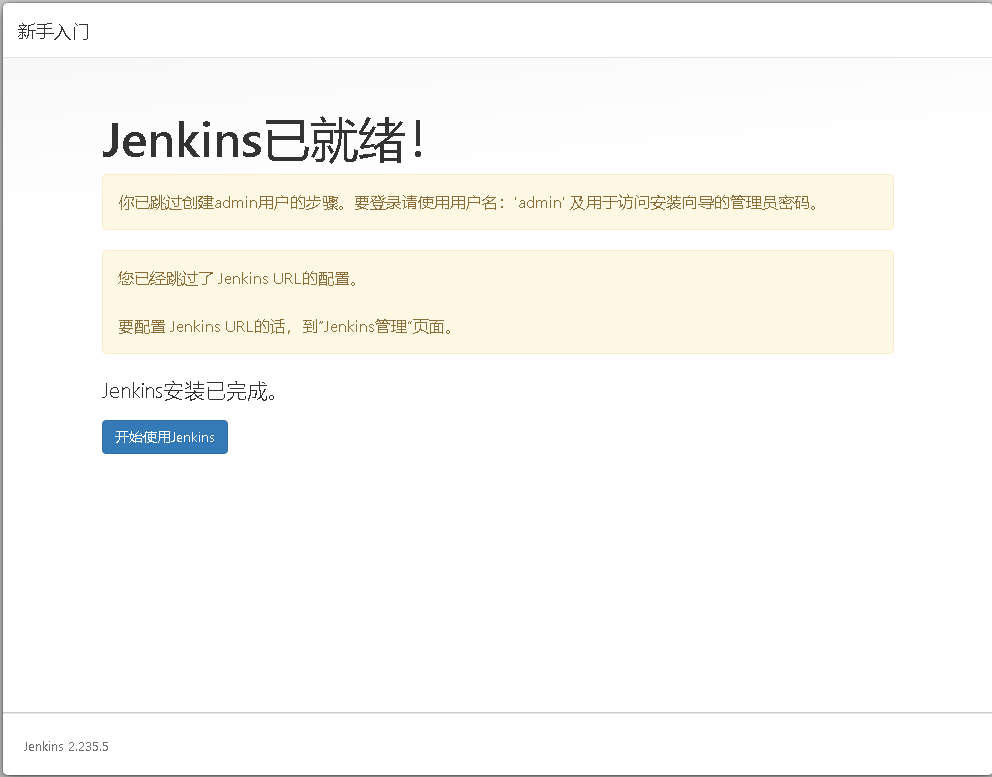 新手入门
Jenkins已就绪！
你已跳过创建admin用户的步骤。要登录请使用用户名：'admin' 及用于访问安装向导的管理员密码。
您已经跳过了 Jenkins URL的配置。
要配置 Jenkins URL的话，到"Jenkins管理"页面。
Jenkins安装已完成。
开始使用Jenkins
Jenkins 2.235.5